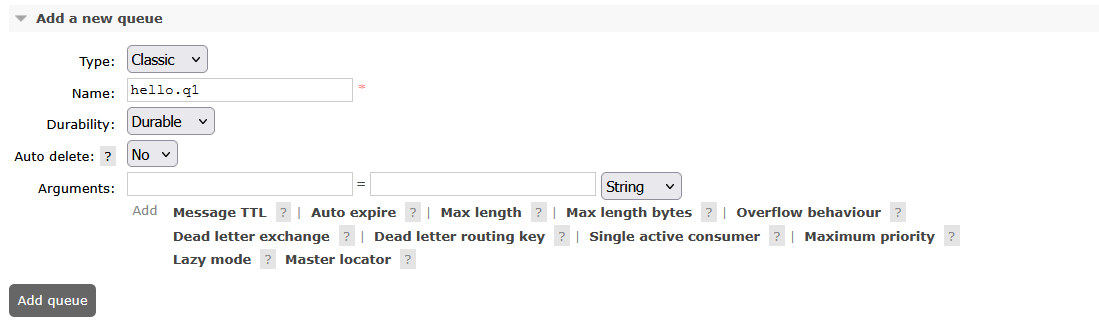 Add a new queue
Type: Classic
Name: hello.q1 *
Durability: Durable
Auto delete: ? No
Arguments: = String
Add Message TTL ? | Auto expire ? | Max length ? | Max length bytes ? | Overflow behaviour ?
Dead letter exchange ? | Dead letter routing key ? | Single active consumer ? | Maximum priority ?
Lazy mode ? Master locator ?
Add queue